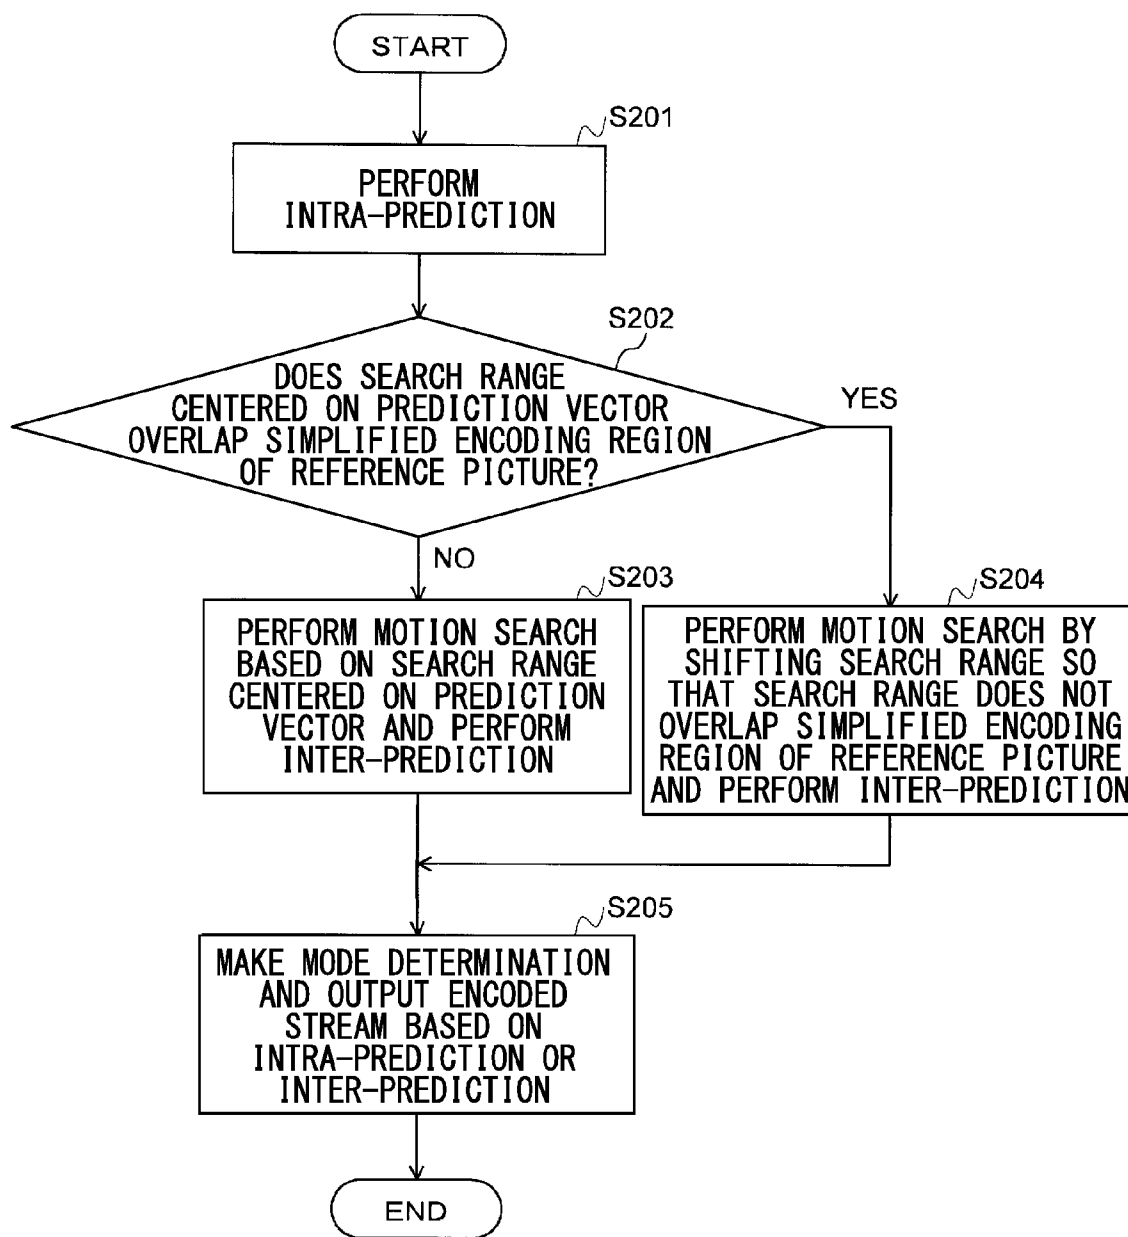 START
S201
PERFORM
INTRA-PREDICTION
S202
DOES SEARCH RANGE
CENTERED ON PREDICTION VECTOR
OVERLAP SIMPLIFIED ENCODING REGION
OF REFERENCE PICTURE?
YES
NO
S203
PERFORM MOTION SEARCH
BASED ON SEARCH RANGE
CENTERED ON PREDICTION
VECTOR AND PERFORM
INTER-PREDICTION
S204
PERFORM MOTION SEARCH BY
SHIFTING SEARCH RANGE SO
THAT SEARCH RANGE DOES NOT
OVERLAP SIMPLIFIED ENCODING
REGION OF REFERENCE PICTURE
AND PERFORM INTER-PREDICTION
S205
MAKE MODE DETERMINATION
AND OUTPUT ENCODED
STREAM BASED ON
INTRA-PREDICTION OR
INTER-PREDICTION
END